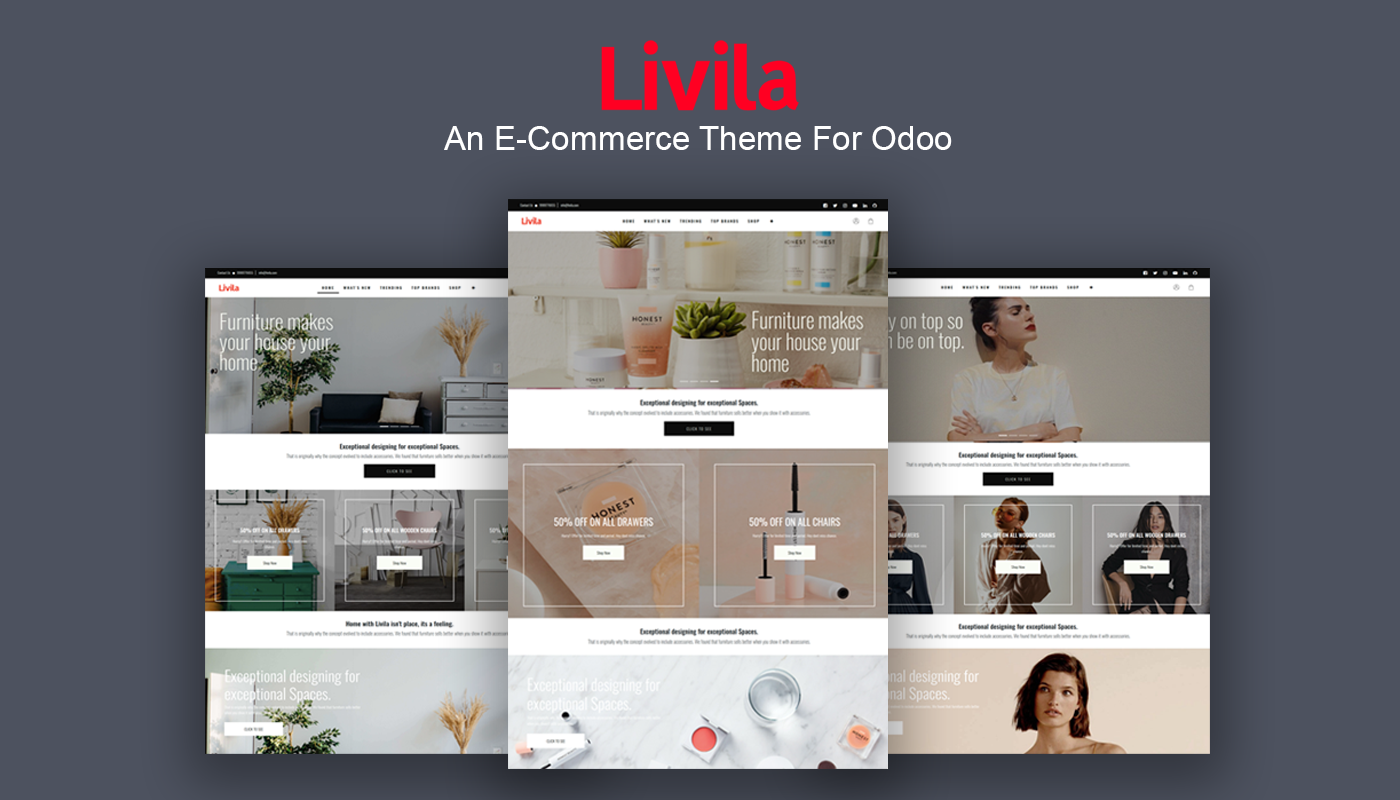 Livila
An E-Commerce Theme For Odoo
Livila
HOME WHAT'S NEW TRENDING TOP BRANDS SHOP
Furniture makes
your house your
home
Exceptional designing for exceptional Spaces.
That is originally why the concept evolved to include accessories. We found that furniture sells better when you show it with
CLICK TO SEE
50% OFF ON ALL WOODEN CHAIRS
Shop Now
Shop Now
Home with Livila isn't place, its a feeling.
That is originally why the concept evolved to include accessories. We found that furniture sells better when you show it with
Exceptional designing for
exceptional Spaces.
CLICK TO SEE
Contact Us
Livila
HOME WHAT'S NEW TRENDING TOP BRANDS SHOP
HONEST
HONEST
Furniture makes
your house your
home
Exceptional designing for exceptional Spaces.
That is originally why the concept evolved to include accessories. We found that furniture sells better when you show it with accessories.
CLICK TO SEE
HONEST
50% OFF ON ALL DRAWERS
Shop Now
50% OFF ON ALL CHAIRS
Shop Now
Exceptional designing for exceptional Spaces.
That is originally why the concept evolved to include accessories. We found that furniture sells better when you show it with accessories.
Exceptional designing for
exceptional Spaces.
CLICK TO SEE
HONEST
HOME WHAT'S NEW TRENDING TOP BRANDS SHOP
y on top so
be on top.
Exceptional designing for exceptional Spaces.
That is originally why the concept evolved to include accessories. We found that furniture sells better when you show it with accessories.
CLICK TO SEE
50% OFF ON ALL WOODEN CHAIRS
Shop Now
50% OFF ON ALL WOODEN DRAWERS
Shop Now
Exceptional designing for exceptional Spaces.
That is originally why the concept evolved to include accessories. We found that furniture sells better when you show it with accessories.
designing for
nal Spaces.